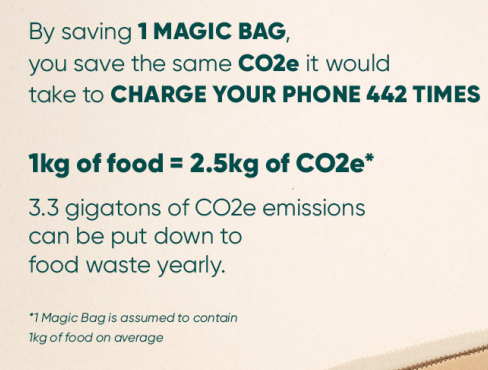 By saving 1 MAGIC BAG,
you save the same CO2e it would
take to CHARGE YOUR PHONE 442 TIMES
1kg of food = 2.5kg of CO2e*
3.3 gigatons of CO2e emissions
can be put down to
food waste yearly.
*1 Magic Bag is assumed to contain
1kg of food on average